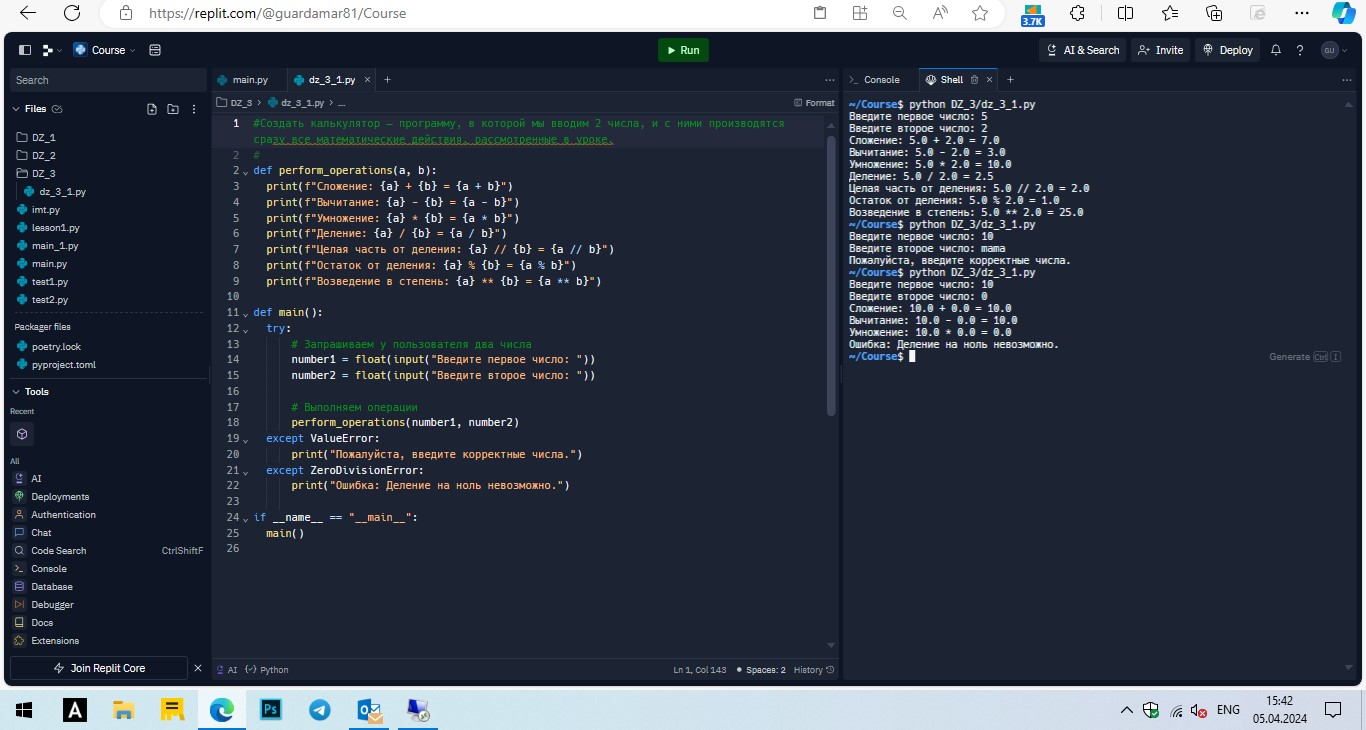 https://replit.com/@guardamar81/Course
3.7K
Course
Run
AI & Search
Invite
Deploy
GU
Search
Files
DZ_1
DZ_2
DZ_3
dz_3_1.py
imt.py
lesson1.py
main_1.py
main.py
test1.py
test2.py
Packager files
poetry.lock
pyproject.toml
Tools
Recent
All
AI
Deployments
Authentication
Chat
Code Search CtrlShiftF
Console
Database
Debugger
Docs
Extensions
Join Replit Core
main.py dz_3_1.py
DZ_3 > dz_3_1.py > ...
Format
1 #Создать калькулятор – программу, в которой мы вводим 2 числа, и с ними производятся
сразу все математические действия, рассмотренные в уроке.
2 #
2 def perform_operations(a, b):
3 print(f"Сложение: {a} + {b} = {a + b}")
4 print(f"Вычитание: {a} - {b} = {a - b}")
5 print(f"Умножение: {a} * {b} = {a * b}")
6 print(f"Деление: {a} / {b} = {a / b}")
7 print(f"Целая часть от деления: {a} // {b} = {a // b}")
8 print(f"Остаток от деления: {a} % {b} = {a % b}")
9 print(f"Возведение в степень: {a} ** {b} = {a ** b}")
10
11 def main():
12 try:
13 # Запрашиваем у пользователя два числа
14 number1 = float(input("Введите первое число: "))
15 number2 = float(input("Введите второе число: "))
16
17 # Выполняем операции
18 perform_operations(number1, number2)
19 except ValueError:
20 print("Пожалуйста, введите корректные числа.")
21 except ZeroDivisionError:
22 print("Ошибка: Деление на ноль невозможно.")
23
24 if __name__ == "__main__":
25 main()
26
AI Python
Ln 1, Col 143 Spaces: 2 History
Console Shell
~/Course$ python DZ_3/dz_3_1.py
Введите первое число: 5
Введите второе число: 2
Сложение: 5.0 + 2.0 = 7.0
Вычитание: 5.0 - 2.0 = 3.0
Умножение: 5.0 * 2.0 = 10.0
Деление: 5.0 / 2.0 = 2.5
Целая часть от деления: 5.0 // 2.0 = 2.0
Остаток от деления: 5.0 % 2.0 = 1.0
Возведение в степень: 5.0 ** 2.0 = 25.0
~/Course$ python DZ_3/dz_3_1.py
Введите первое число: 10
Введите второе число: mama
Пожалуйста, введите корректные числа.
~/Course$ python DZ_3/dz_3_1.py
Введите первое число: 10
Введите второе число: 0
Сложение: 10.0 + 0.0 = 10.0
Вычитание: 10.0 - 0.0 = 10.0
Умножение: 10.0 * 0.0 = 0.0
Ошибка: Деление на ноль невозможно.
~/Course$
Generate Ctrl I
A
Ps
ENG
15:42
05.04.2024